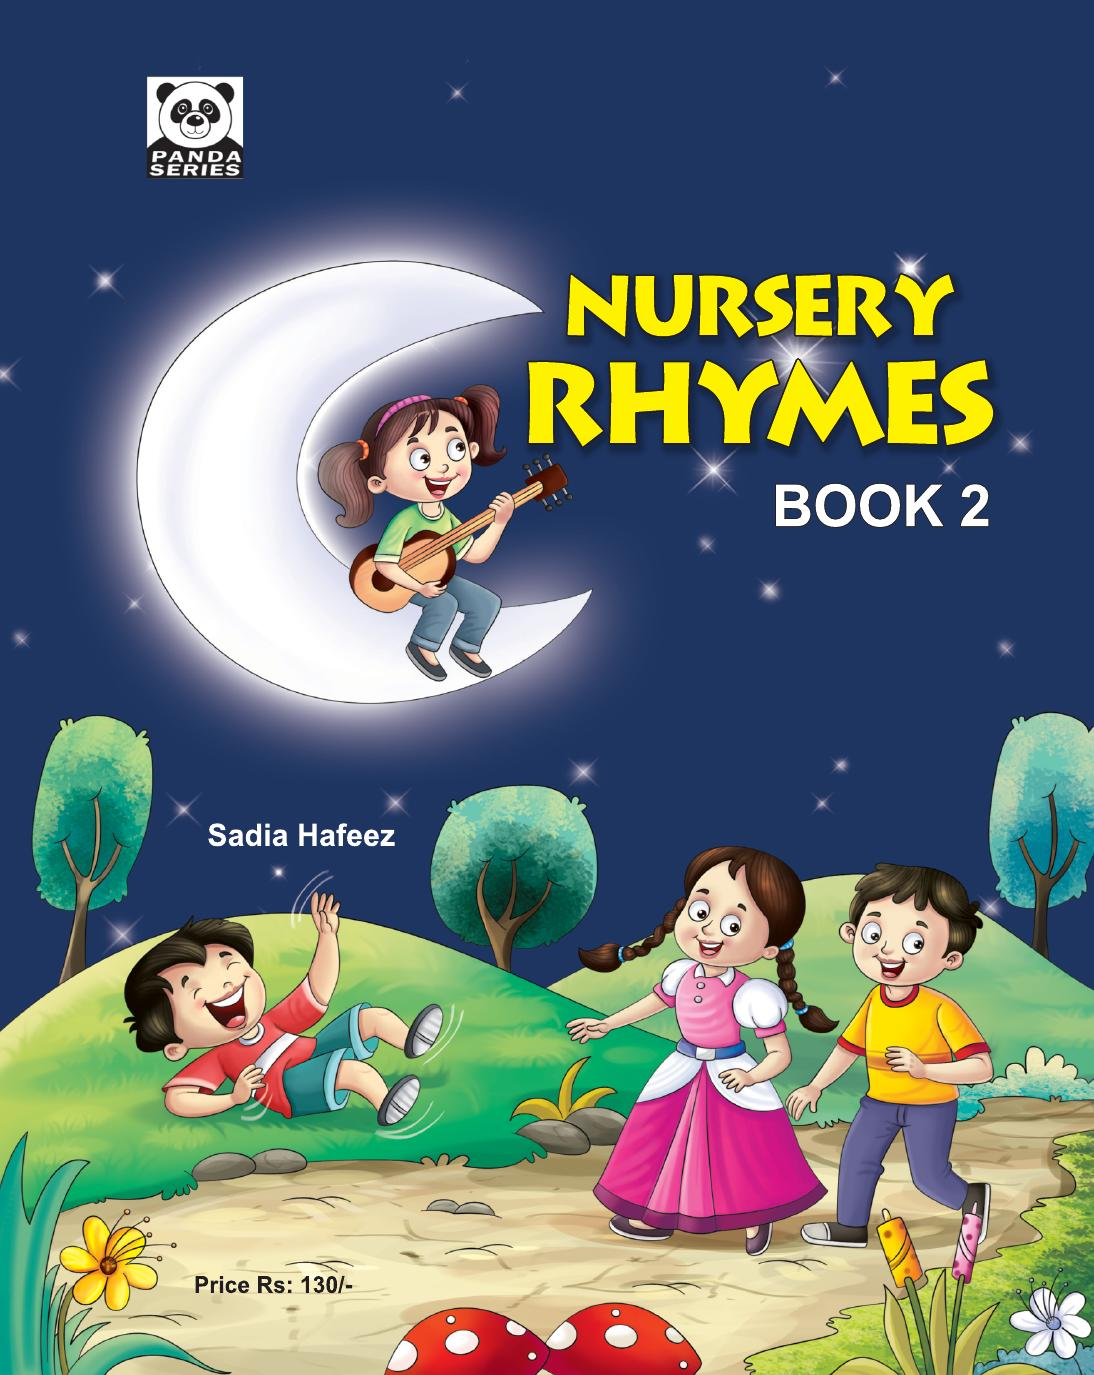 PANDA
SERIES
NURSERY
RHYMES
BOOK 2
Sadia Hafeez
Price Rs: 130/-